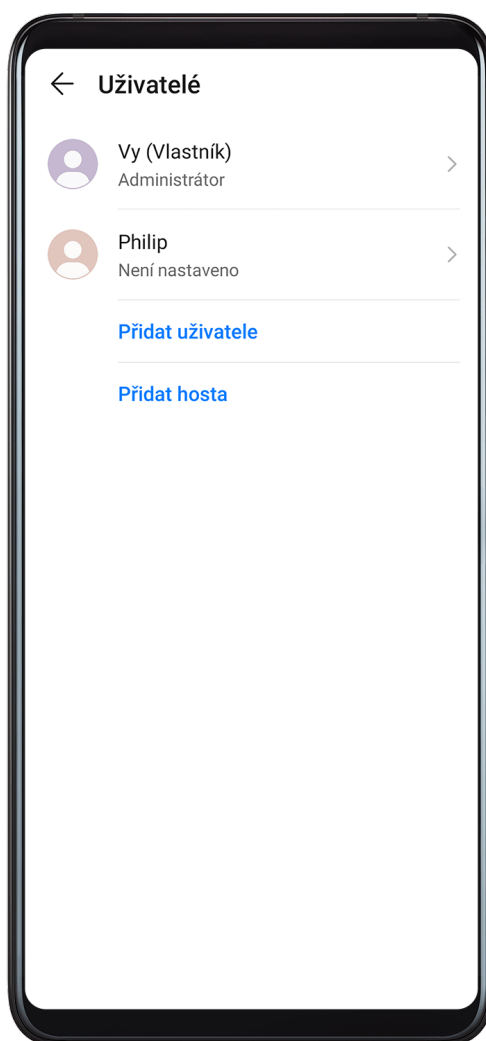 Uživatelé
Vy (Vlastník)
Administrátor
Philip
Není nastaveno
Přidat uživatele
Přidat hosta